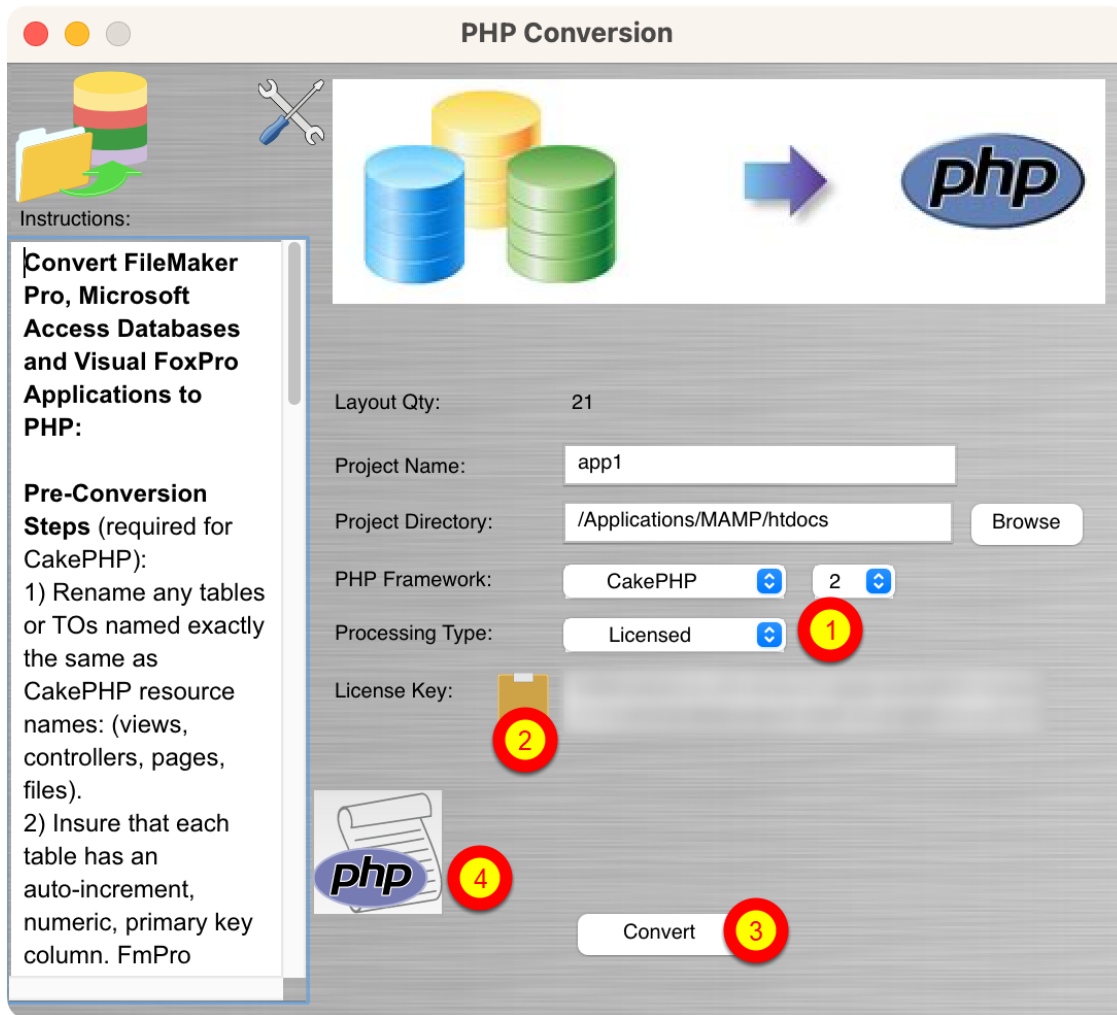 PHP Conversion
php
Instructions:
Convert FileMaker
Pro, Microsoft
Access Databases
and Visual FoxPro
Applications to
PHP:
Pre-Conversion
Steps (required for
CakePHP):
1) Rename any tables
or TOs named exactly
the same as
CakePHP resource
names: (views,
controllers, pages,
files).
2) Insure that each
table has an
auto-increment,
numeric, primary key
column. FmPro
Layout Qty: 21
Project Name: app1
Project Directory: /Applications/MAMP/htdocs Browse
PHP Framework: CakePHP 2
Processing Type: Licensed 1
License Key:
2
php 4
Convert 3